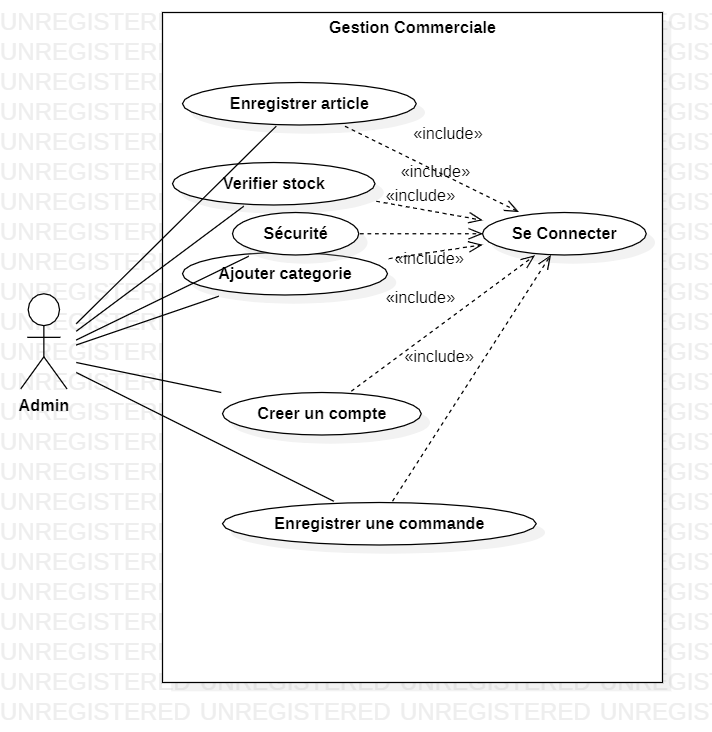 Gestion Commerciale
Enregistrer article
«include»
«include»
Verifier stock
«include»
Sécurité
Se Connecter
«include»
Ajouter categorie
«include»
«include»
Admin
Creer un compte
Enregistrer une commande
UNREGISTERED UNREGISTERED UNREGISTERED UNREGISTERED